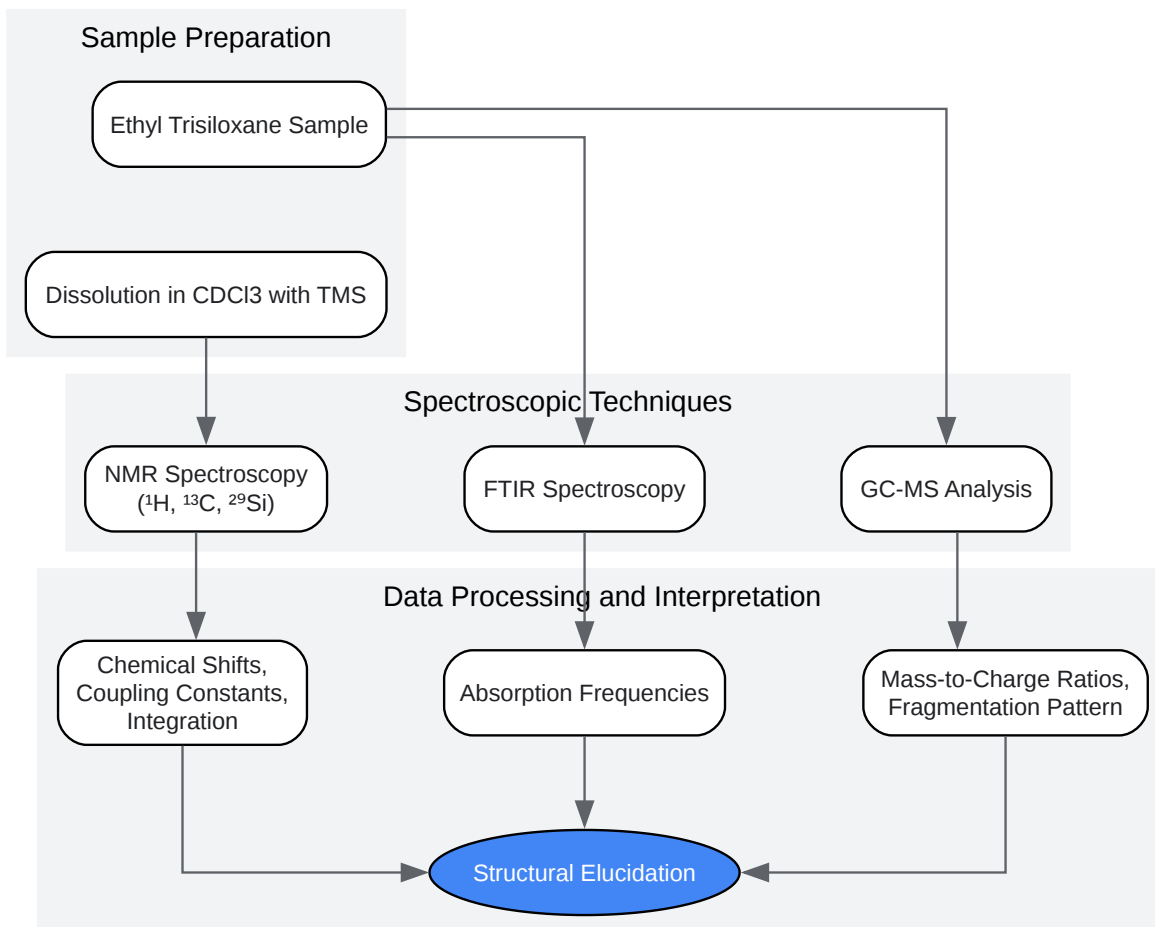 Sample Preparation
Ethyl Trisiloxane Sample
Dissolution in CDCl3 with TMS
Spectroscopic Techniques
NMR Spectroscopy
(¹H, ¹³C, ²⁹Si)
FTIR Spectroscopy
GC-MS Analysis
Data Processing and Interpretation
Chemical Shifts,
Coupling Constants,
Integration
Absorption Frequencies
Mass-to-Charge Ratios,
Fragmentation Pattern
Structural Elucidation